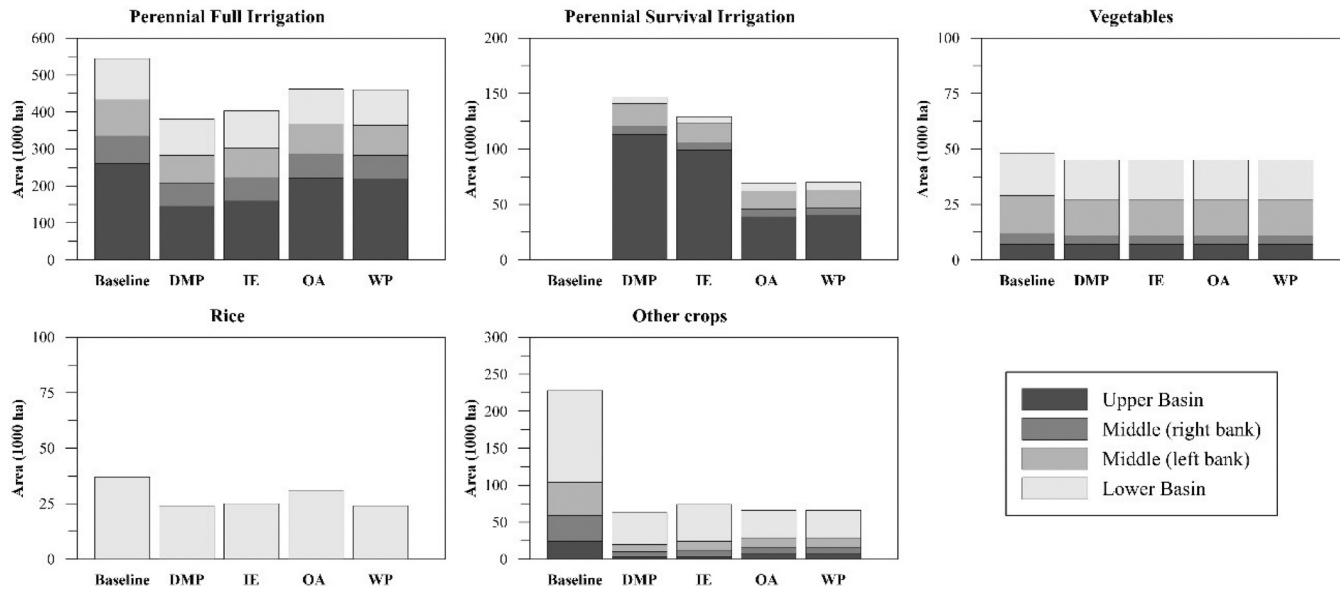 Perennial Full Irrigation
Area (1000 ha)
600
500
400
300
200
100
0
Baseline DMP IE OA WP
Perennial Survival Irrigation
Area (1000 ha)
200
150
100
50
0
Baseline DMP IE OA WP
Vegetables
Area (1000 ha)
100
75
50
25
0
Baseline DMP IE OA WP
Rice
Area (1000 ha)
100
75
50
25
0
Baseline DMP IE OA WP
Other crops
Area (1000 ha)
300
250
200
150
100
50
0
Baseline DMP IE OA WP
Upper Basin
Middle (right bank)
Middle (left bank)
Lower Basin